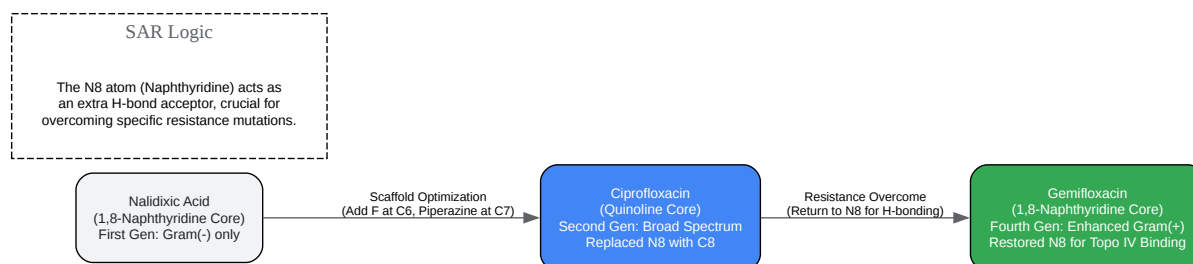 SAR Logic
The N8 atom (Naphthyridine) acts as
an extra H-bond acceptor, crucial for
overcoming specific resistance mutations.
Nalidixic Acid
(1,8-Naphthyridine Core)
First Gen: Gram(-) only
Scaffold Optimization
(Add F at C6, Piperazine at C7)
Ciprofloxacin
(Quinoline Core)
Second Gen: Broad Spectrum
Replaced N8 with C8
Resistance Overcome
(Return to N8 for H-bonding)
Gemifloxacin
(1,8-Naphthyridine Core)
Fourth Gen: Enhanced Gram(+)
Restored N8 for Topo IV Binding